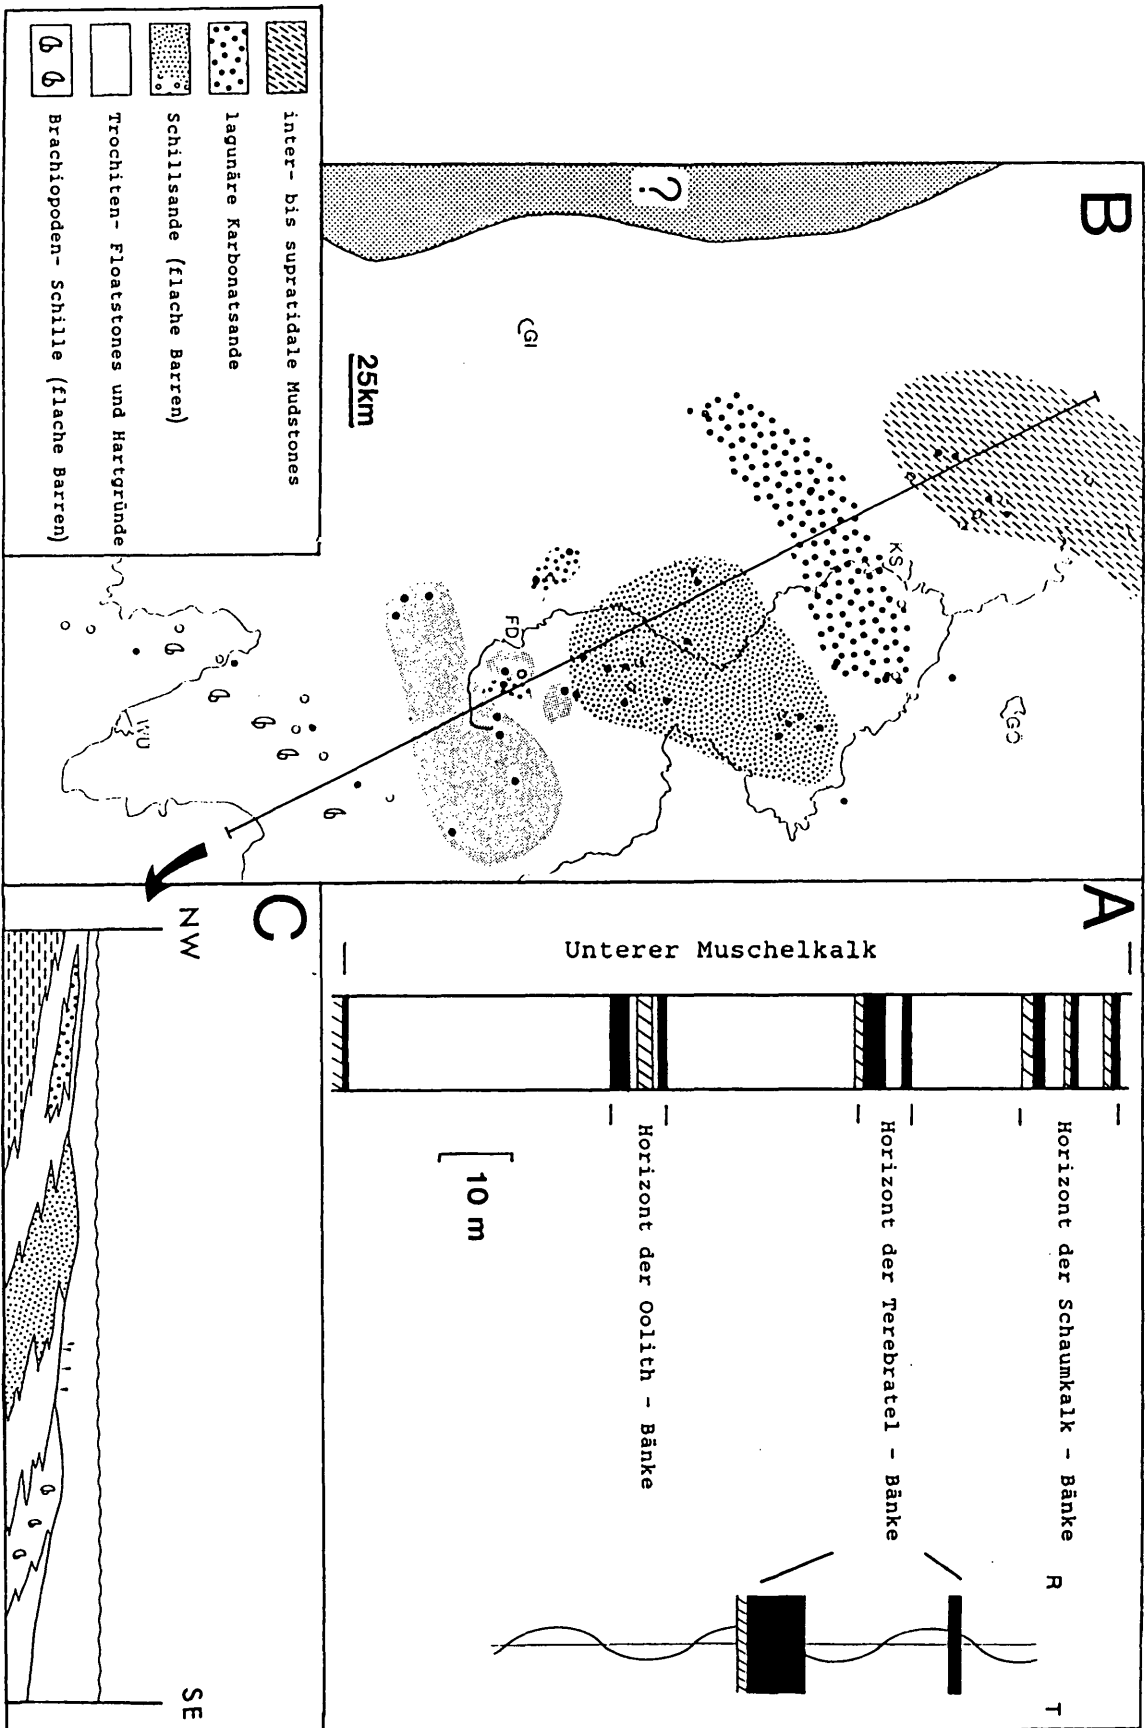 A
Unterer Muschelkalk
Horizont der Schaumkalk - Bänke
Horizont der Terebratel - Bänke
Horizont der Oolith - Bänke
10 m
R
T
B
?
GI
KS
GÖ
FD
WÜ
25km
inter- bis supratidale Mudstones
lagunäre Karbonatsande
Schillsande (flache Barren)
Trochiten- Floatstones und Hartgründe
Brachiopoden- Schille (flache Barren)
C
NW
SE